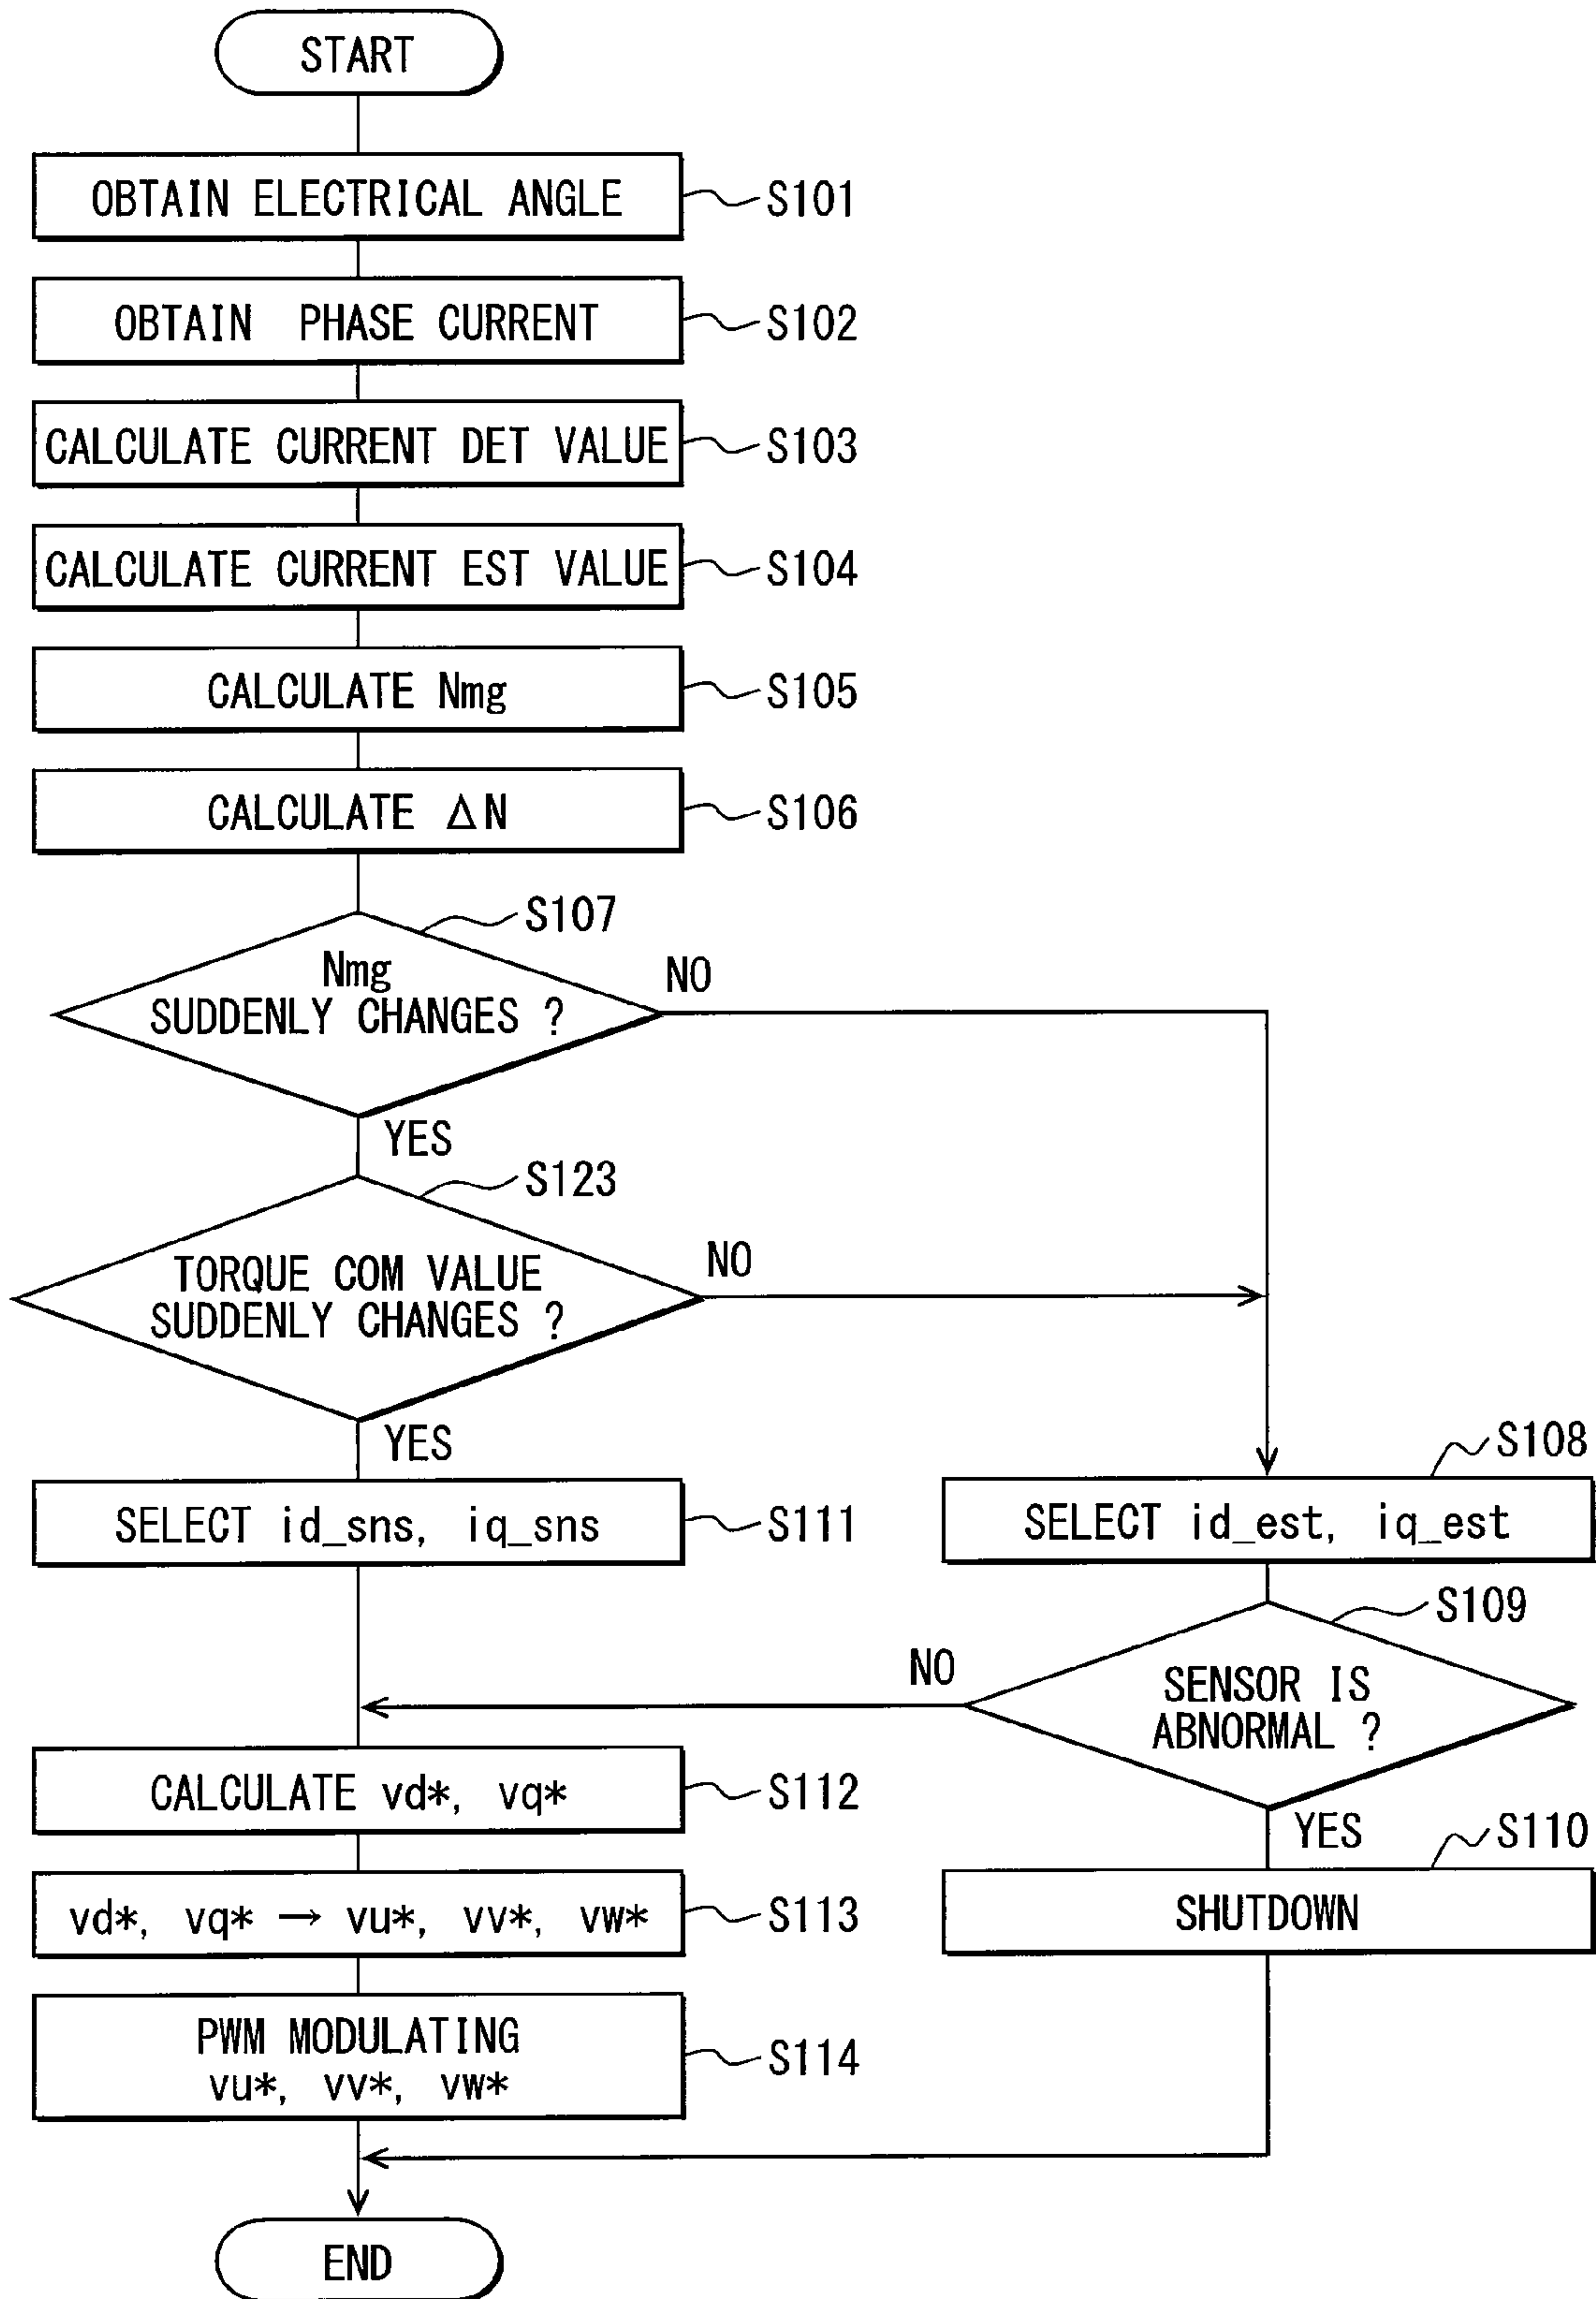 START
OBTAIN ELECTRICAL ANGLE
S101
OBTAIN PHASE CURRENT
S102
CALCULATE CURRENT DET VALUE
S103
CALCULATE CURRENT EST VALUE
S104
CALCULATE Nmg
S105
CALCULATE ΔN
S106
S107
Nmg
SUDDENLY CHANGES ?
NO
YES
S123
TORQUE COM VALUE
SUDDENLY CHANGES ?
NO
YES
SELECT id_sns, iq_sns
S111
S108
SELECT id_est, iq_est
S109
SENSOR IS
ABNORMAL ?
NO
YES
CALCULATE vd*, vq*
S112
S110
SHUTDOWN
vd*, vq* → vu*, vv*, vw*
S113
PWM MODULATING
vu*, vv*, vw*
S114
END